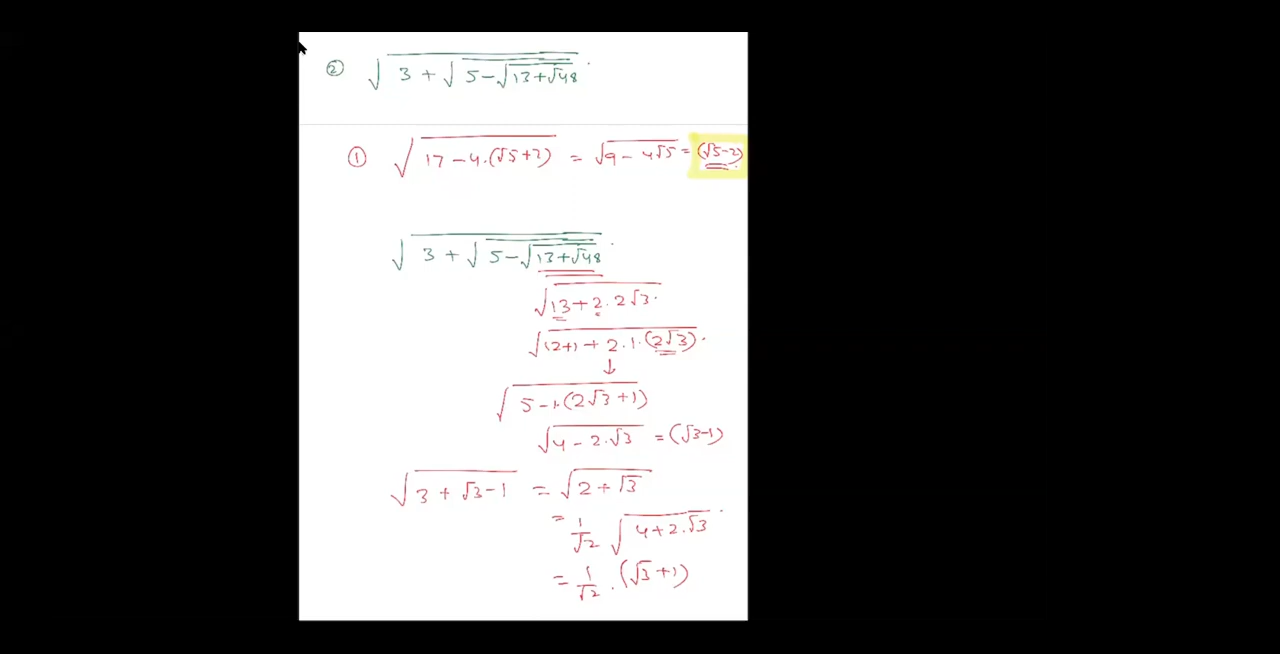 ② √(3 + √(5 - √(13 + √48)))
① √(17 - 4.(√5+2)) = √(9 - 4√5) = (√5-2)
√(3 + √(5 - √(13 + √48)))
√(13 + 2. 2√3)
√(12+1 + 2.1.(2√3))
↓
√(5 - 1.(2√3+1))
√(4 - 2.√3) = (√3-1)
√(3 + √3 - 1) = √(2 + √3)
= 1/√2 √(4 + 2.√3)
= 1/√2 . (√3+1)